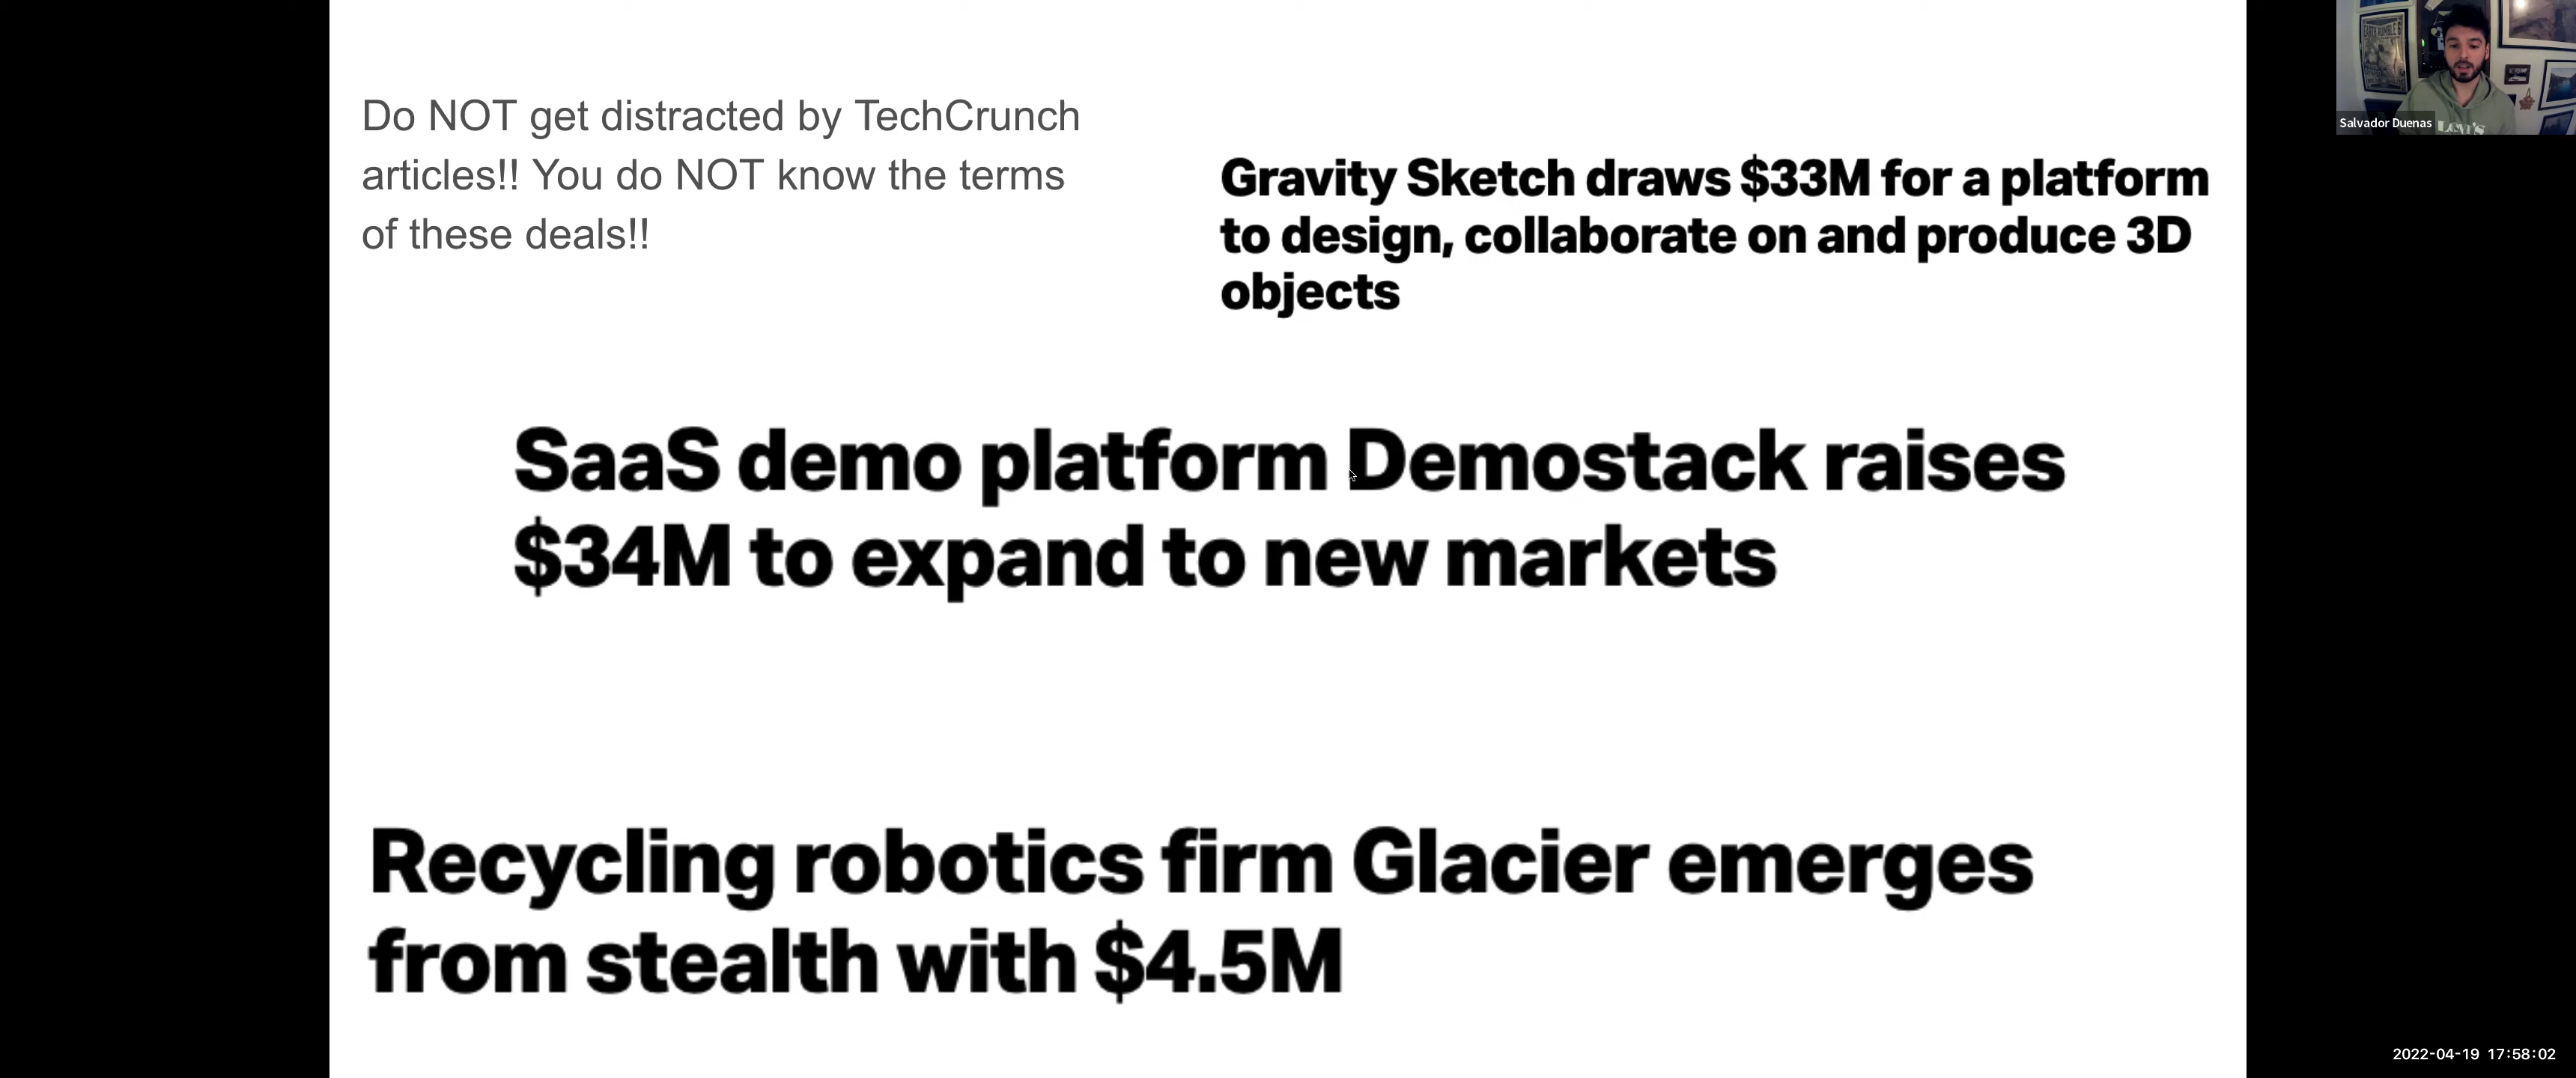 Do NOT get distracted by TechCrunch
articles!! You do NOT know the terms
of these deals!!
Gravity Sketch draws $33M for a platform
to design, collaborate on and produce 3D
objects
SaaS demo platform Demostack raises
$34M to expand to new markets
Recycling robotics firm Glacier emerges
from stealth with $4.5M
Salvador Duenas
Levi's
2022-04-19 17:58:02